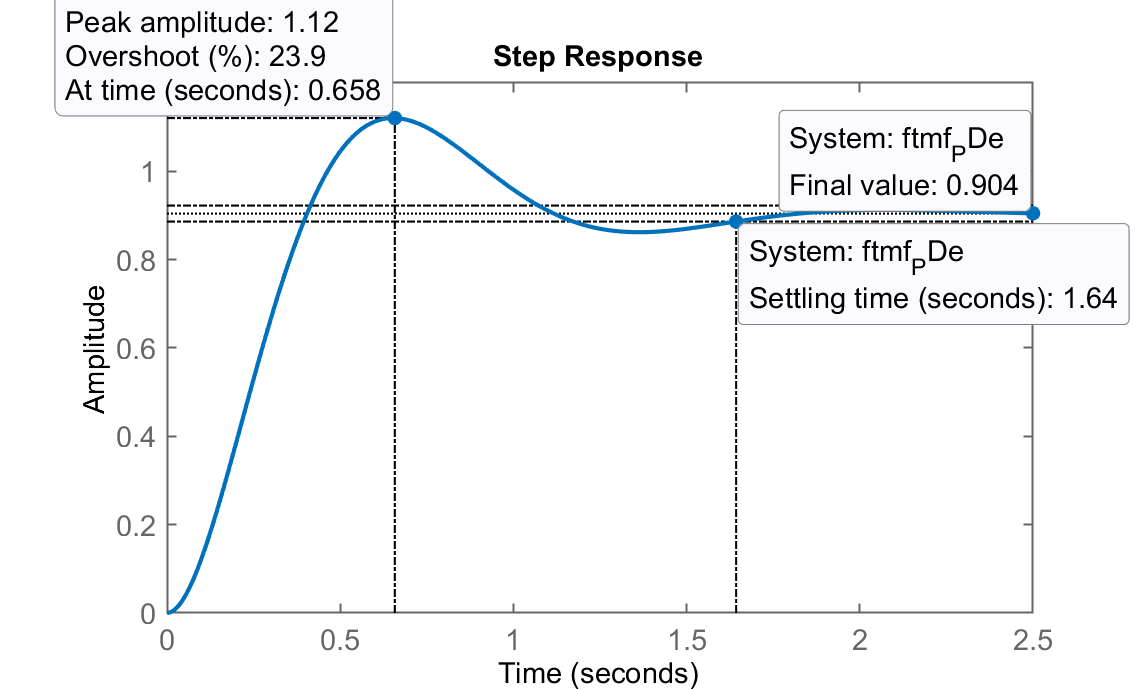 Peak amplitude: 1.12
Overshoot (%): 23.9
At time (seconds): 0.658
Step Response
System: ftmfPDe
Final value: 0.904
System: ftmfPDe
Settling time (seconds): 1.64
Amplitude
1
0.8
0.6
0.4
0.2
0
0 0.5 1 1.5 2 2.5
Time (seconds)